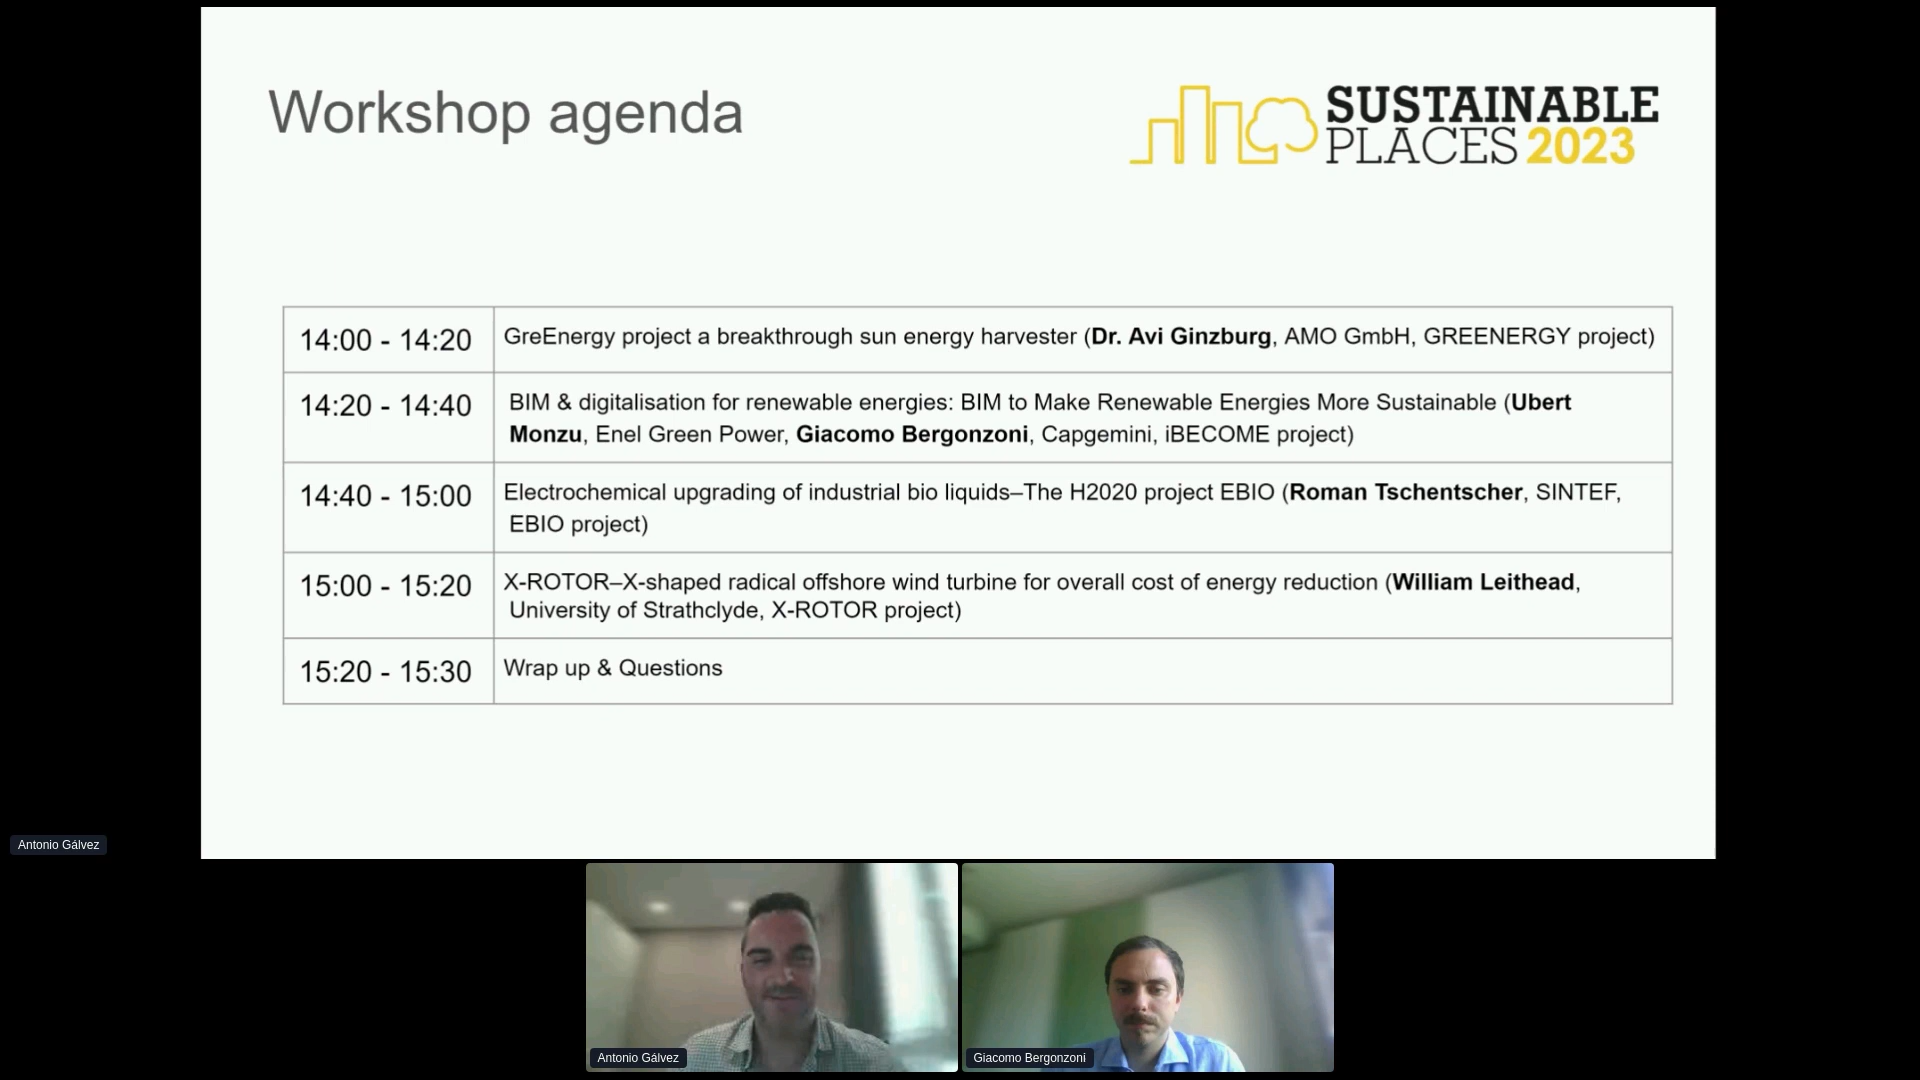 Workshop agenda
SUSTAINABLE
PLACES 2023
14:00 - 14:20
GreEnergy project a breakthrough sun energy harvester (Dr. Avi Ginzburg, AMO GmbH, GREENERGY project)
14:20 - 14:40
BIM & digitalisation for renewable energies: BIM to Make Renewable Energies More Sustainable (Ubert
Monzu, Enel Green Power, Giacomo Bergonzoni, Capgemini, iBECOME project)
14:40 - 15:00
Electrochemical upgrading of industrial bio liquids–The H2020 project EBIO (Roman Tschentscher, SINTEF,
EBIO project)
15:00 - 15:20
X-ROTOR–X-shaped radical offshore wind turbine for overall cost of energy reduction (William Leithead,
University of Strathclyde, X-ROTOR project)
15:20 - 15:30
Wrap up & Questions
Antonio Gálvez
Antonio Gálvez
Giacomo Bergonzoni